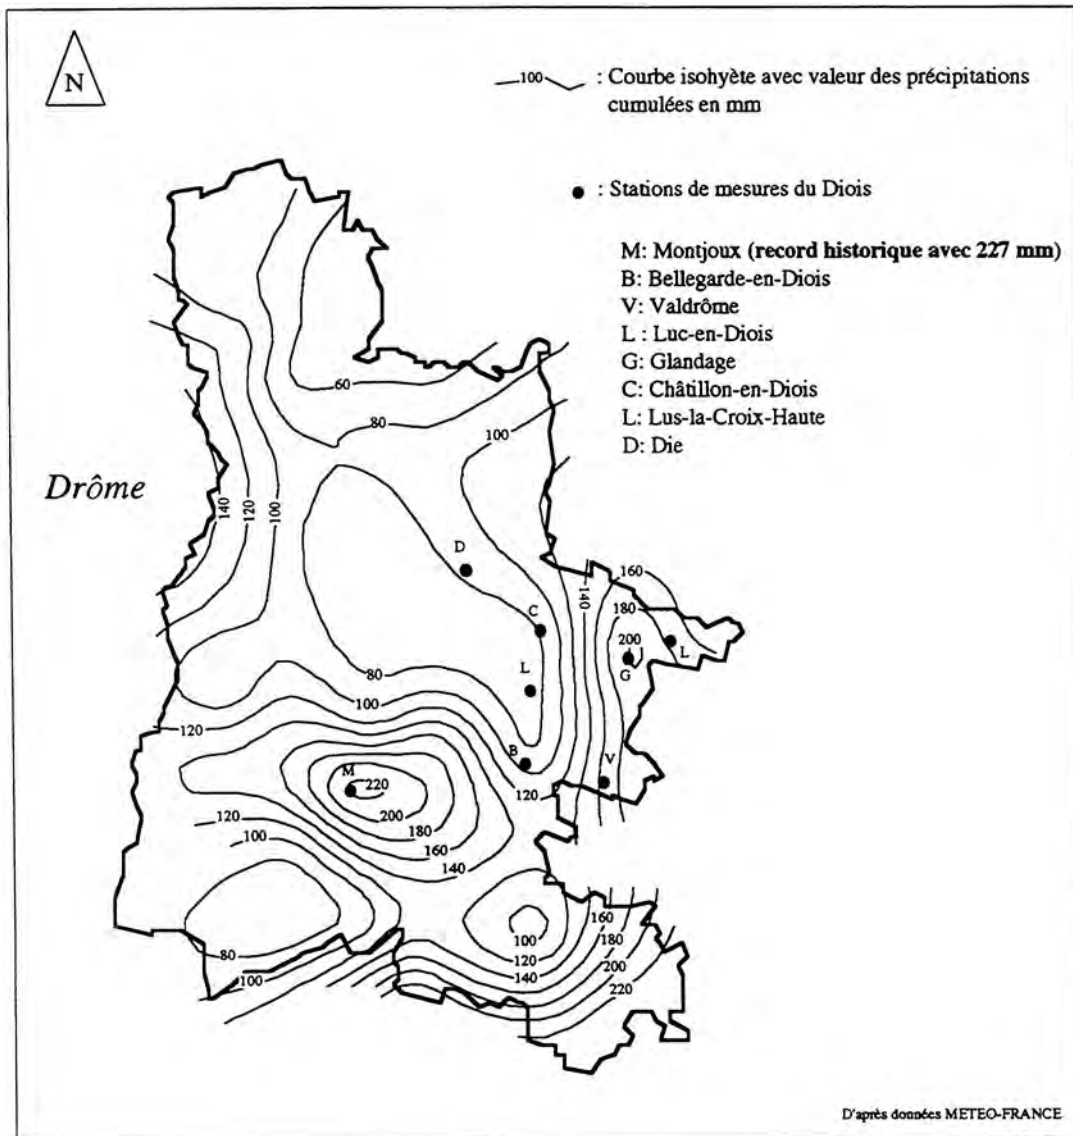 N
—100— : Courbe isohyète avec valeur des précipitations
cumulées en mm
● : Stations de mesures du Diois
M: Montjoux (record historique avec 227 mm)
B: Bellegarde-en-Diois
V: Valdrôme
L : Luc-en-Diois
G: Glandage
C: Châtillon-en-Diois
L: Lus-la-Croix-Haute
D: Die
Drôme
60
80
100
140
120
100
D
160
140
180
C
200
L
G
80
L
100
120
B
V
M
220
120
200
120
180
100
160
140
160
100
180
120
80
200
140
100
220
D'après données METEO-FRANCE